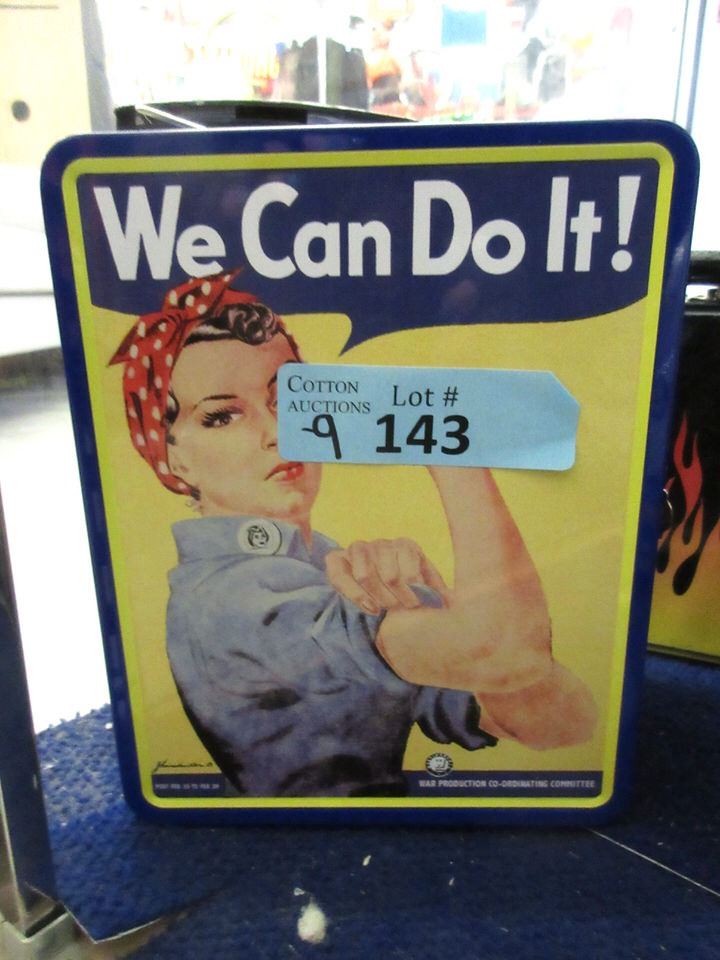 We Can Do It!
COTTON
AUCTIONS
Lot #
9 143
WAR PRODUCTION CO-ORDINATING COMMITTEE